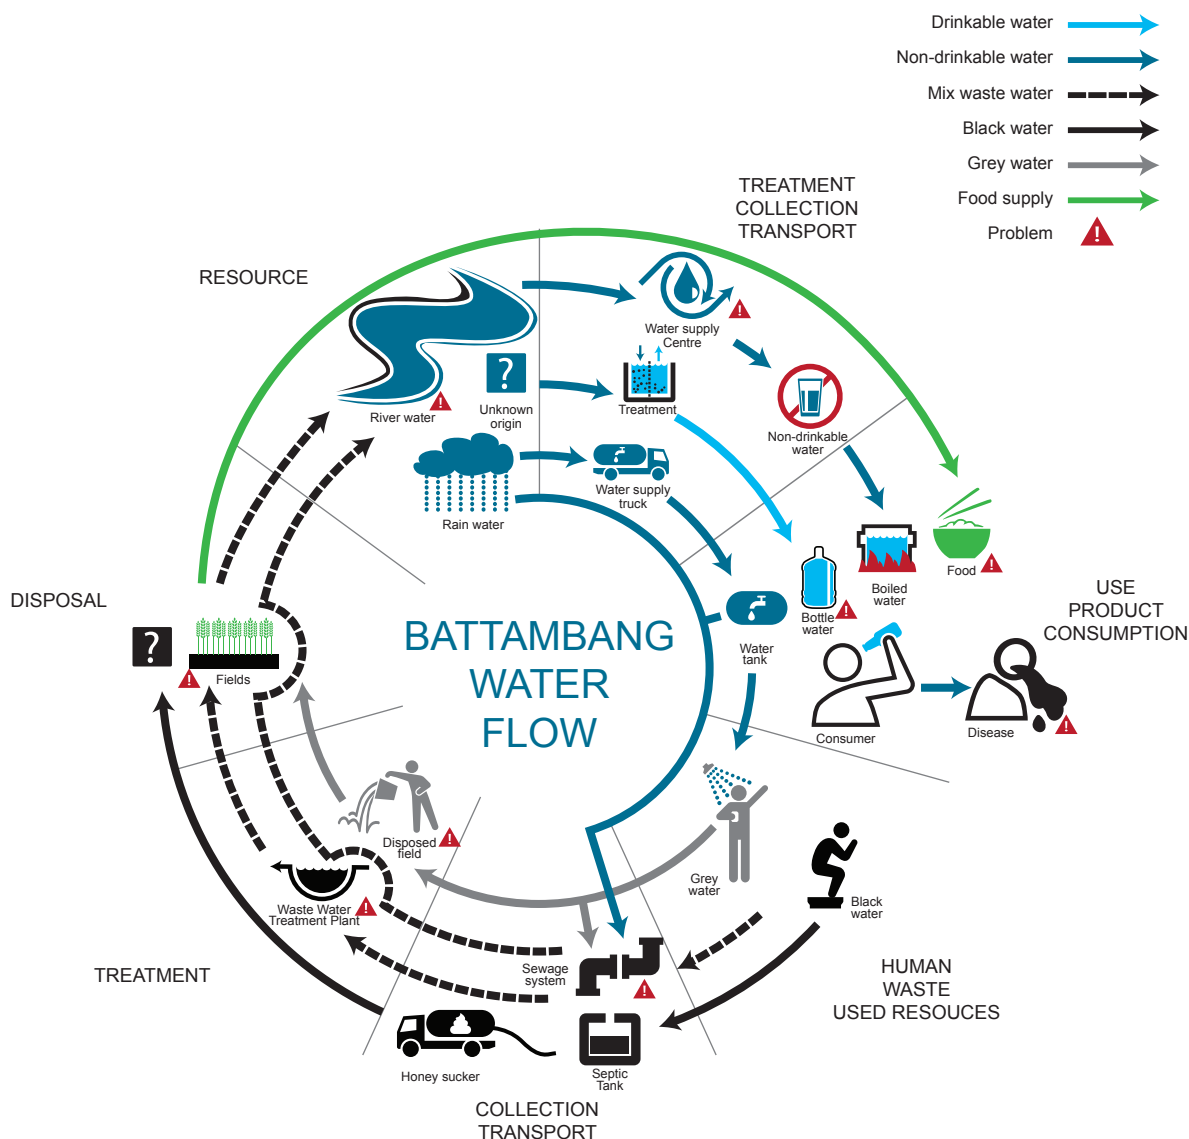 Drinkable water
Non-drinkable water
Mix waste water
Black water
Grey water
Food supply
Problem
!
TREATMENT
COLLECTION
TRANSPORT
RESOURCE
Water supply
Centre
!
River water
!
?
Unknown
origin
Treatment
Non-drinkable
water
Rain water
Water supply
truck
Food
!
Boiled
water
Bottle
water
!
Water
tank
USE
PRODUCT
CONSUMPTION
DISPOSAL
?
!
Fields
BATTAMBANG
WATER
FLOW
Consumer
Disease
!
Disposed
field
!
Grey
water
Black
water
Waste Water
Treatment Plant
!
Sewage
system
!
TREATMENT
HUMAN
WASTE
USED RESOUCES
Honey sucker
Septic
Tank
COLLECTION
TRANSPORT